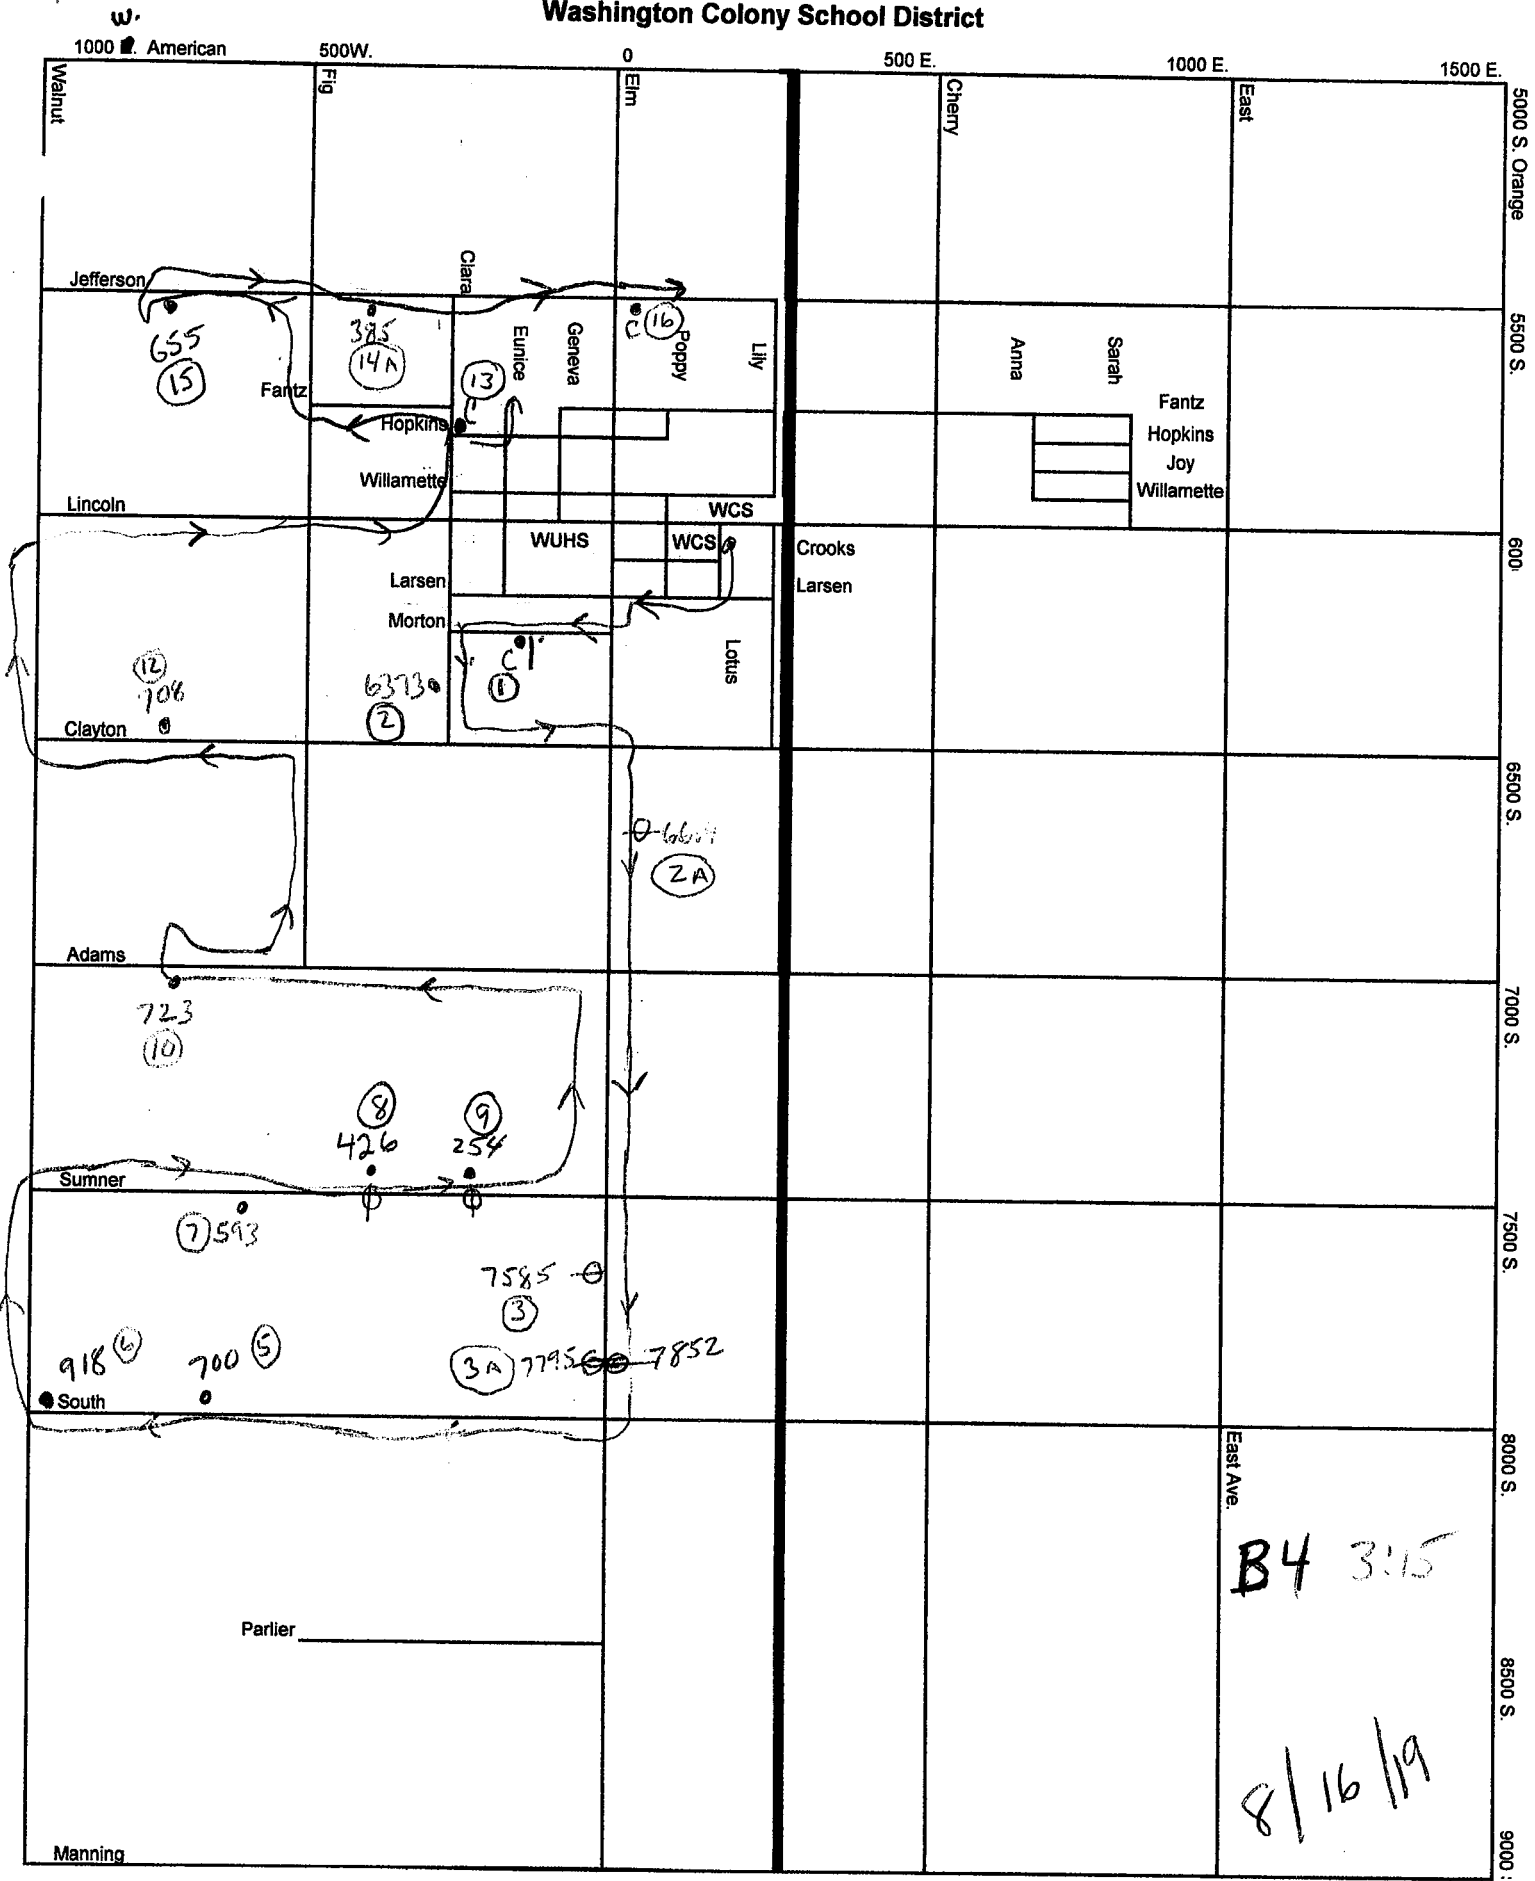 Washington Colony School District
W.
1000 American
500W.
0
500 E.
1000 E.
1500 E.
Walnut
Fig
Elm
Cherry
East
5000 S. Orange
Jefferson
Clara
5500 S.
655
15
385
14A
C 16
Eunice
Geneva
Poppy
Lily
Anna
Sarah
13
C
Fantz
Fantz
Hopkins
Hopkins
Joy
Willamette
Willamette
Lincoln
WCS
WUHS
WCS
Crooks
600
Larsen
Larsen
Morton
Lotus
C
1
12
708
6373
2
Clayton
6500 S.
2A
Adams
7000 S.
723
10
8
426
9
254
Sumner
7 593
7500 S.
7585
3
918 6
700 5
3A 7795
7852
South
8000 S.
East Ave.
B4 3:15
Parlier
8500 S.
8/16/19
Manning
9000